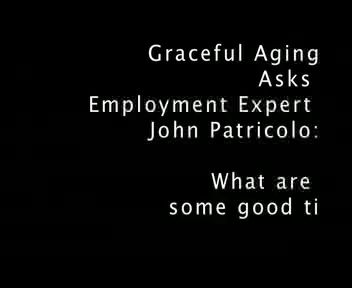 Graceful Aging
Asks
Employment Expert
John Patricolo:
What are
some good ti